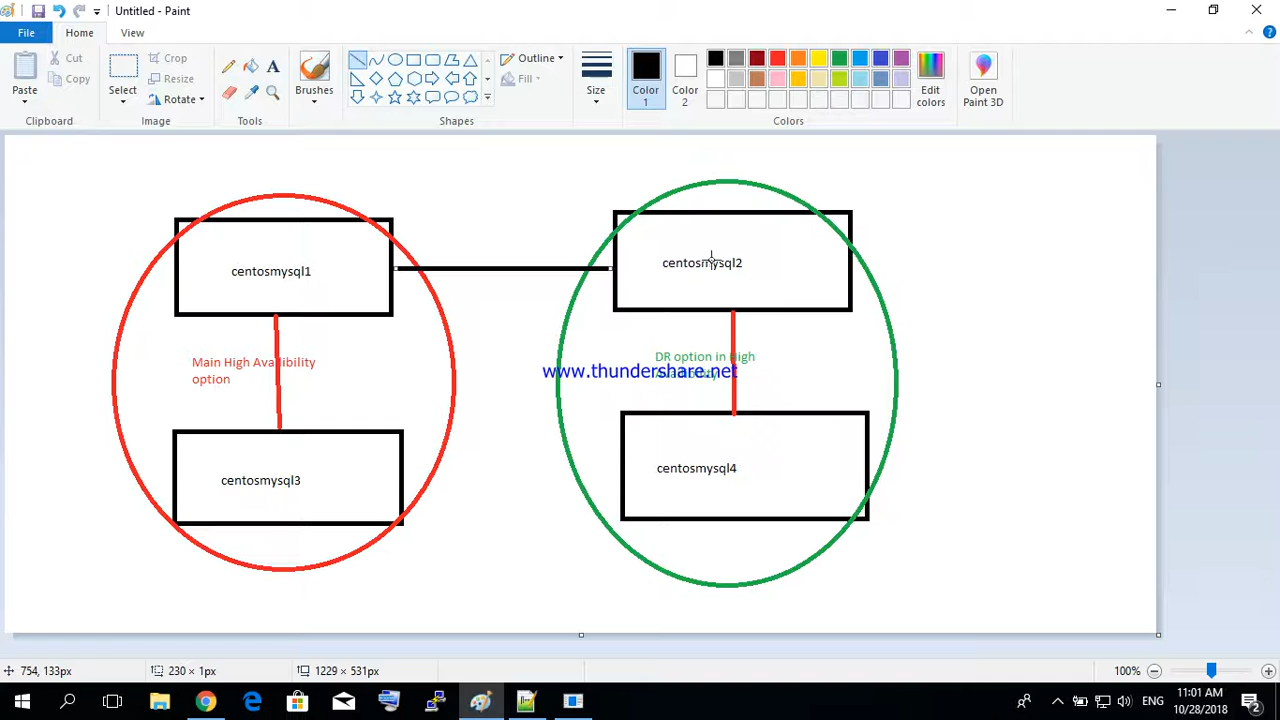 Untitled - Paint
File
Home
View
Paste
Cut
Copy
Clipboard
Select
Crop
Resize
Rotate
Image
A
Tools
Brushes
Outline
Fill
Shapes
Size
Color
1
Color
2
Edit
colors
Open
Paint 3D
Colors
centosmysql1
centosmysql2
Main High Availibility
option
DR option in High
www.thundershare.net
centosmysql3
centosmysql4
754, 133px
230 × 1px
1229 × 531px
100%
ENG
11:01 AM
10/28/2018
2